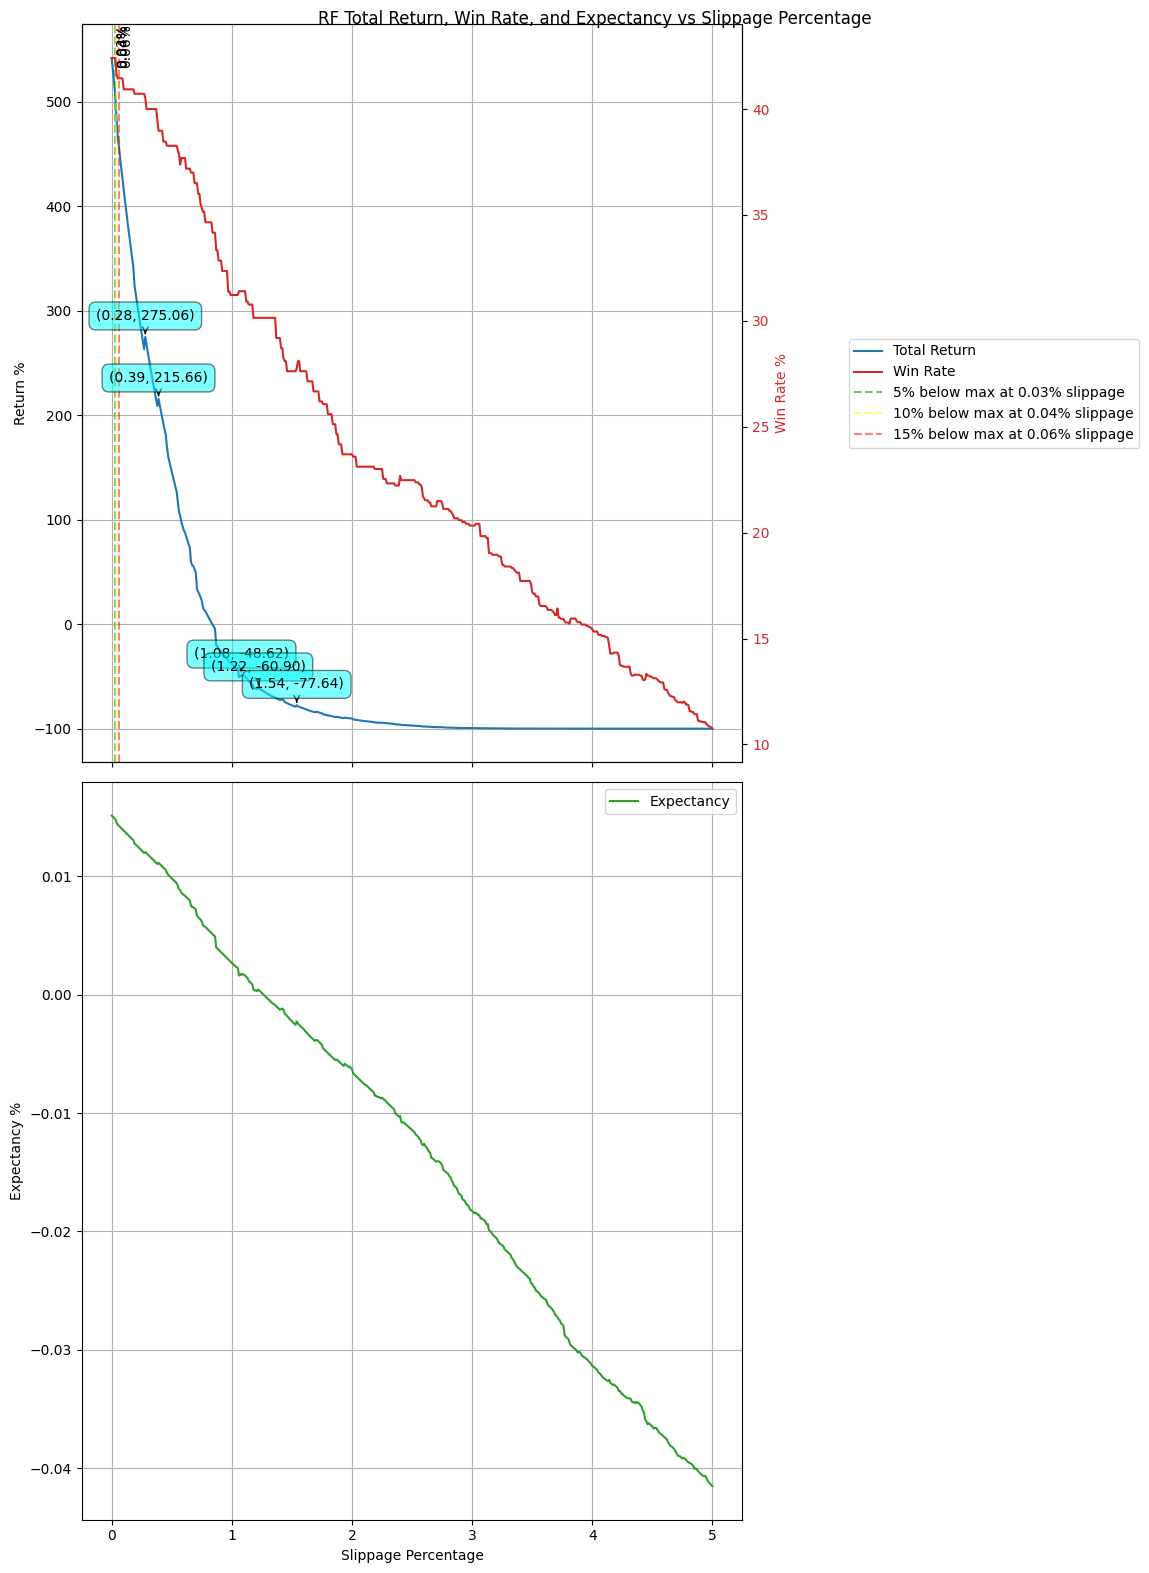 RF Total Return, Win Rate, and Expectancy vs Slippage Percentage
0.06%
500
400
300
200
100
0
−100
Return %
40
35
30
25
20
15
10
Win Rate %
(0.28, 275.06)
(0.39, 215.66)
(1.08, -48.62)
(1.22, -60.90)
(1.54, -77.64)
Total Return
Win Rate
5% below max at 0.03% slippage
10% below max at 0.04% slippage
15% below max at 0.06% slippage
Expectancy
0.01
0.00
−0.01
−0.02
−0.03
−0.04
Expectancy %
0 1 2 3 4 5
Slippage Percentage